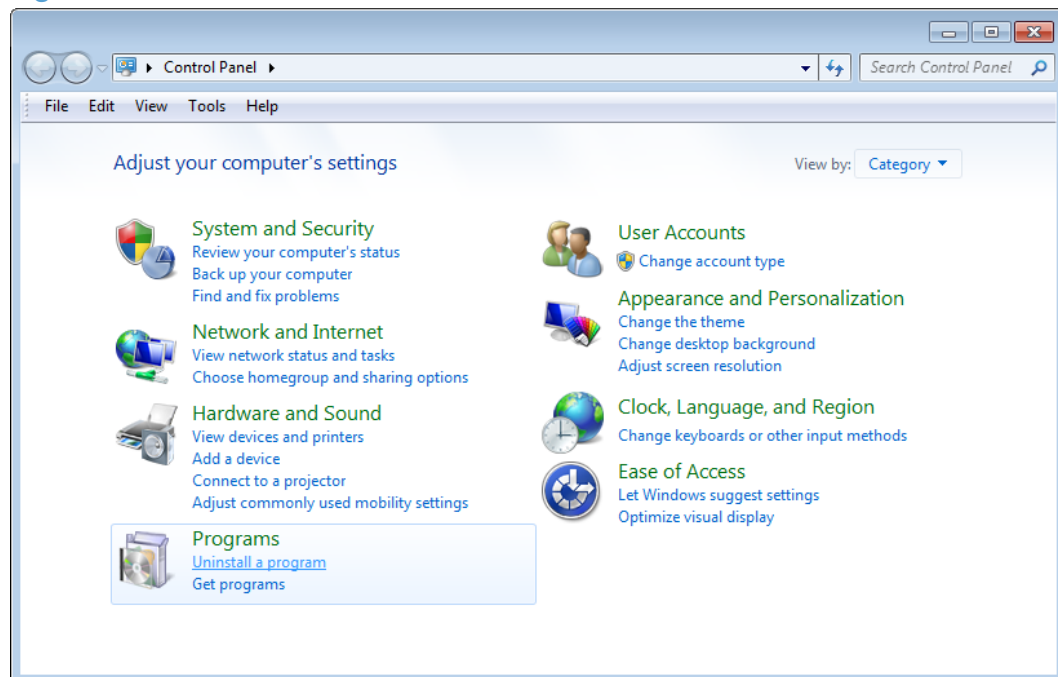 Control Panel
Search Control Panel
File Edit View Tools Help
Adjust your computer's settings
View by: Category
System and Security
Review your computer's status
Back up your computer
Find and fix problems
Network and Internet
View network status and tasks
Choose homegroup and sharing options
Hardware and Sound
View devices and printers
Add a device
Connect to a projector
Adjust commonly used mobility settings
Programs
Uninstall a program
Get programs
User Accounts
Change account type
Appearance and Personalization
Change the theme
Change desktop background
Adjust screen resolution
Clock, Language, and Region
Change keyboards or other input methods
Ease of Access
Let Windows suggest settings
Optimize visual display